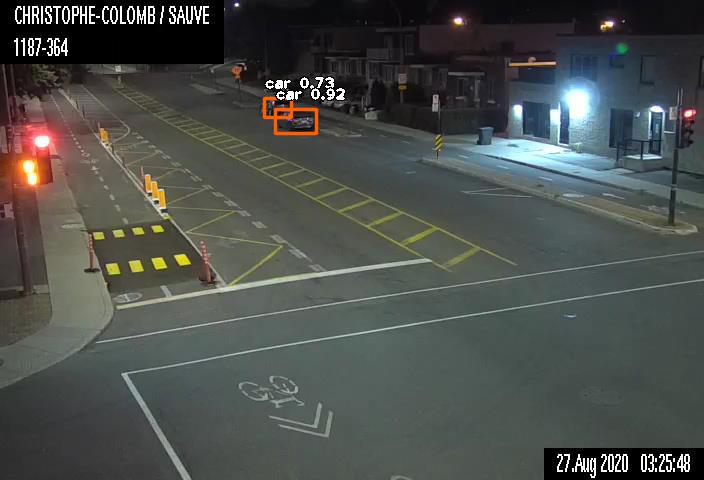 CHRISTOPHE-COLOMB / SAUVE
1187-364
car 0.73
car 0.92
27.Aug 2020 03:25:48